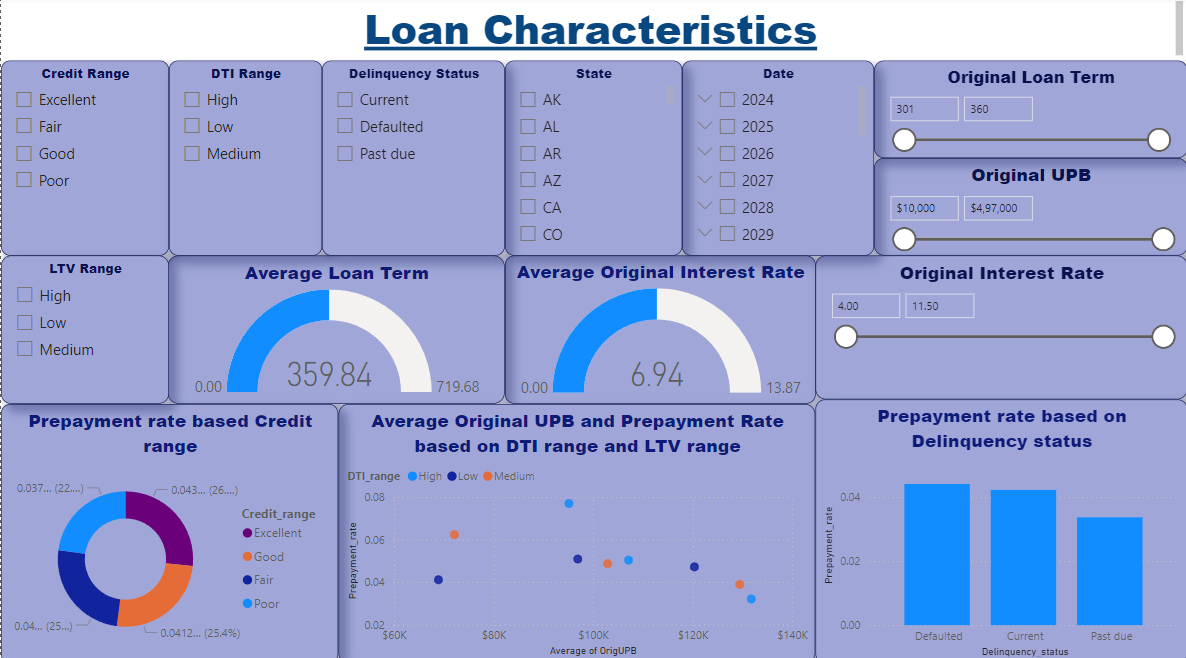 Loan Characteristics
Credit Range
Excellent
Fair
Good
Poor
DTI Range
High
Low
Medium
Delinquency Status
Current
Defaulted
Past due
State
AK
AL
AR
AZ
CA
CO
Date
2024
2025
2026
2027
2028
2029
Original Loan Term
301 360
Original UPB
$10,000 $4,97,000
LTV Range
High
Low
Medium
Average Loan Term
359.84
0.00 719.68
Average Original Interest Rate
6.94
0.00 13.87
Original Interest Rate
4.00 11.50
Prepayment rate based Credit
range
0.037... (22....) 0.043... (26....)
0.04... (25...) 0.0412... (25.4%)
Credit_range
Excellent
Good
Fair
Poor
Average Original UPB and Prepayment Rate
based on DTI range and LTV range
DTI_range High Low Medium
Prepayment_rate
0.08
0.06
0.04
0.02
$60K $80K $100K $120K $140K
Average of OrigUPB
Prepayment rate based on
Delinquency status
Prepayment_rate
0.04
0.02
0.00
Defaulted Current Past due
Delinquency_status